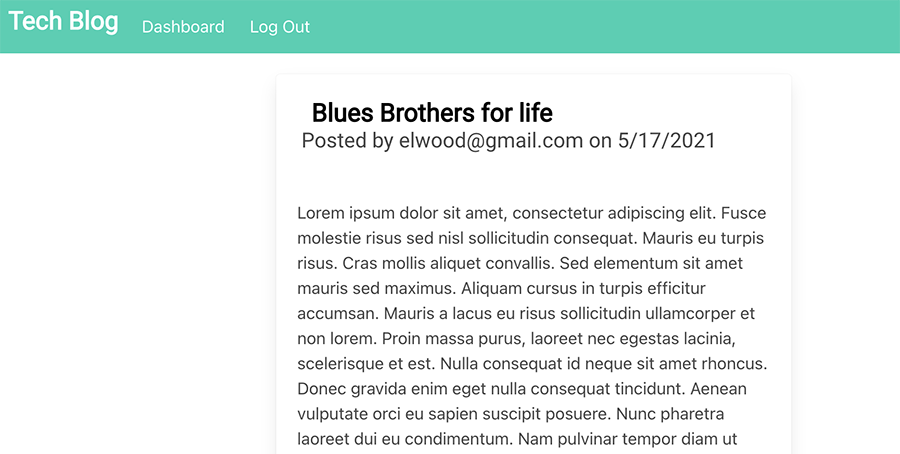 Tech Blog Dashboard Log Out
Blues Brothers for life
Posted by elwood@gmail.com on 5/17/2021
Lorem ipsum dolor sit amet, consectetur adipiscing elit. Fusce
molestie risus sed nisl sollicitudin consequat. Mauris eu turpis
risus. Cras mollis aliquet convallis. Sed elementum sit amet
mauris sed maximus. Aliquam cursus in turpis efficitur
accumsan. Mauris a lacus eu risus sollicitudin ullamcorper et
non lorem. Proin massa purus, laoreet nec egestas lacinia,
scelerisque et est. Nulla consequat id neque sit amet rhoncus.
Donec gravida enim eget nulla consequat tincidunt. Aenean
vulputate orci eu sapien suscipit posuere. Nunc pharetra
laoreet dui eu condimentum. Nam pulvinar tempor diam ut